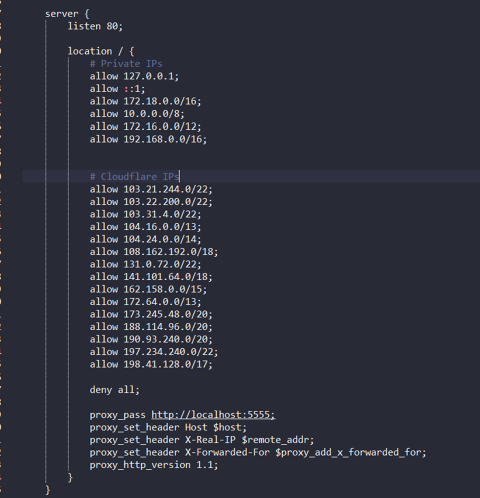 server {
listen 80;
location / {
# Private IPs
allow 127.0.0.1;
allow ::1;
allow 172.18.0.0/16;
allow 10.0.0.0/8;
allow 172.16.0.0/12;
allow 192.168.0.0/16;
# Cloudflare IPs
allow 103.21.244.0/22;
allow 103.22.200.0/22;
allow 103.31.4.0/22;
allow 104.16.0.0/13;
allow 104.24.0.0/14;
allow 108.162.192.0/18;
allow 131.0.72.0/22;
allow 141.101.64.0/18;
allow 162.158.0.0/15;
allow 172.64.0.0/13;
allow 173.245.48.0/20;
allow 188.114.96.0/20;
allow 190.93.240.0/20;
allow 197.234.240.0/22;
allow 198.41.128.0/17;
deny all;
proxy_pass http://localhost:5555;
proxy_set_header Host $host;
proxy_set_header X-Real-IP $remote_addr;
proxy_set_header X-Forwarded-For $proxy_add_x_forwarded_for;
proxy_http_version 1.1;
}
}